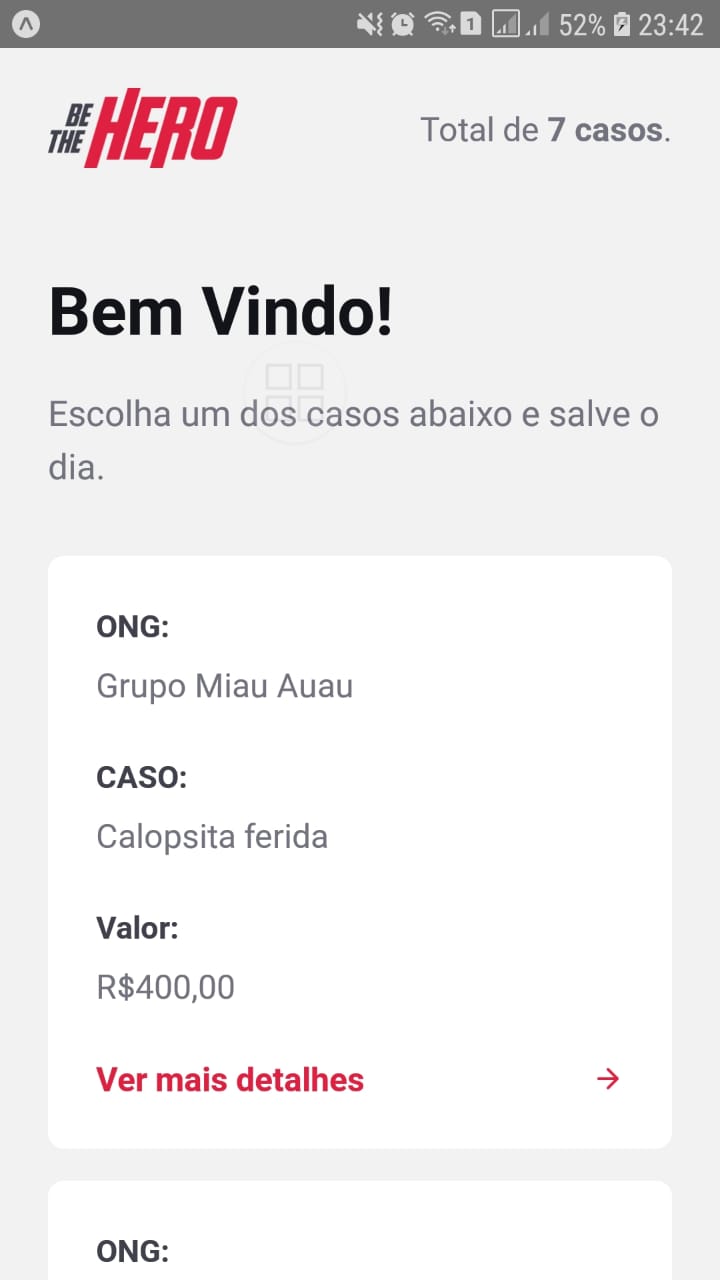 1 52% 23:42
BE THE HERO
Total de 7 casos.
Bem Vindo!
Escolha um dos casos abaixo e salve o
dia.
ONG:
Grupo Miau Auau
CASO:
Calopsita ferida
Valor:
R$400,00
Ver mais detalhes
ONG: